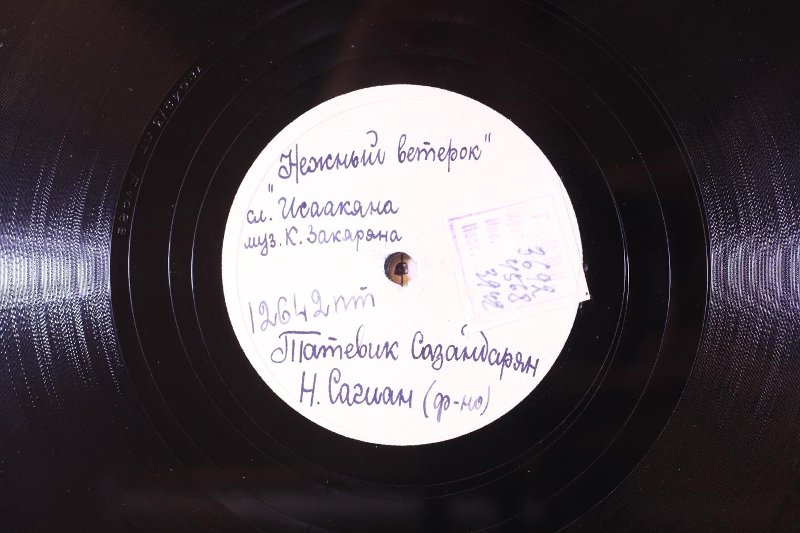 "Нежный ветерок"
сл. Исаакяна
муз. К. Закаряна
12642пт
Татевик Сазандарян
Н. Сагиан (ф-но)